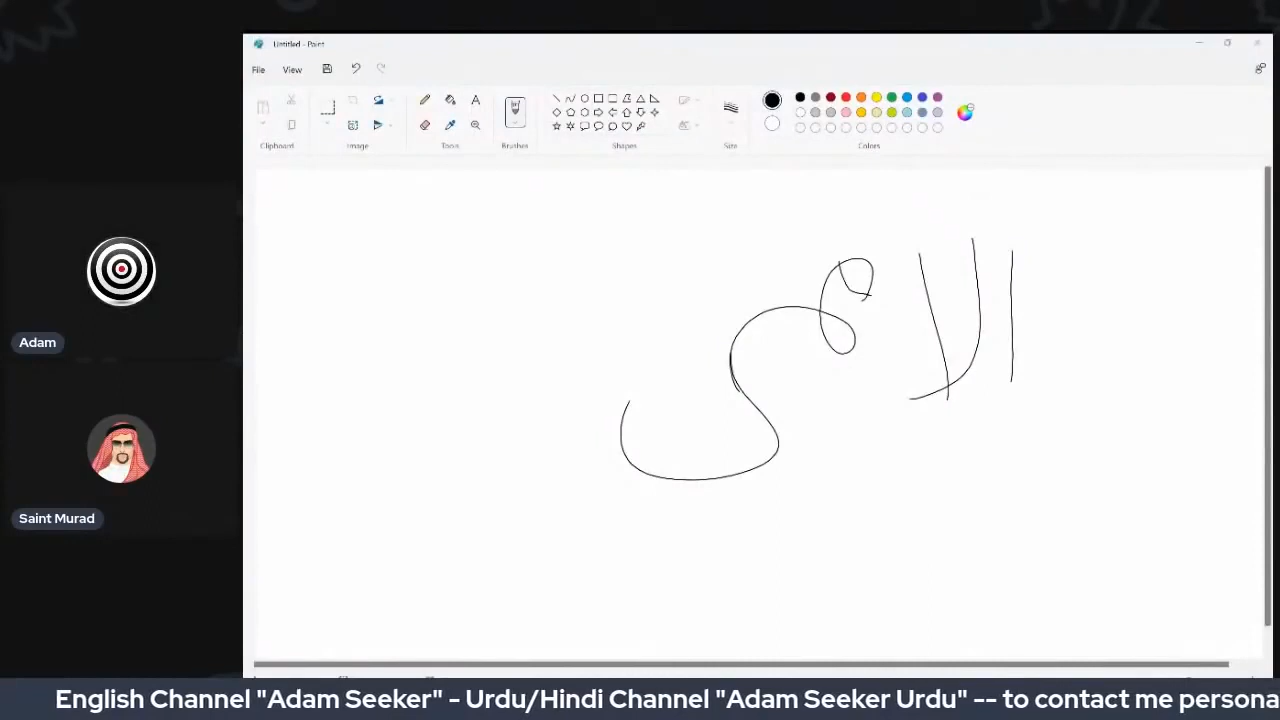 Untitled - Paint
File View
Clipboard Image Tools Brushes Shapes Size Colors
Adam
Saint Murad
English Channel "Adam Seeker" - Urdu/Hindi Channel "Adam Seeker Urdu" -- to contact me persona